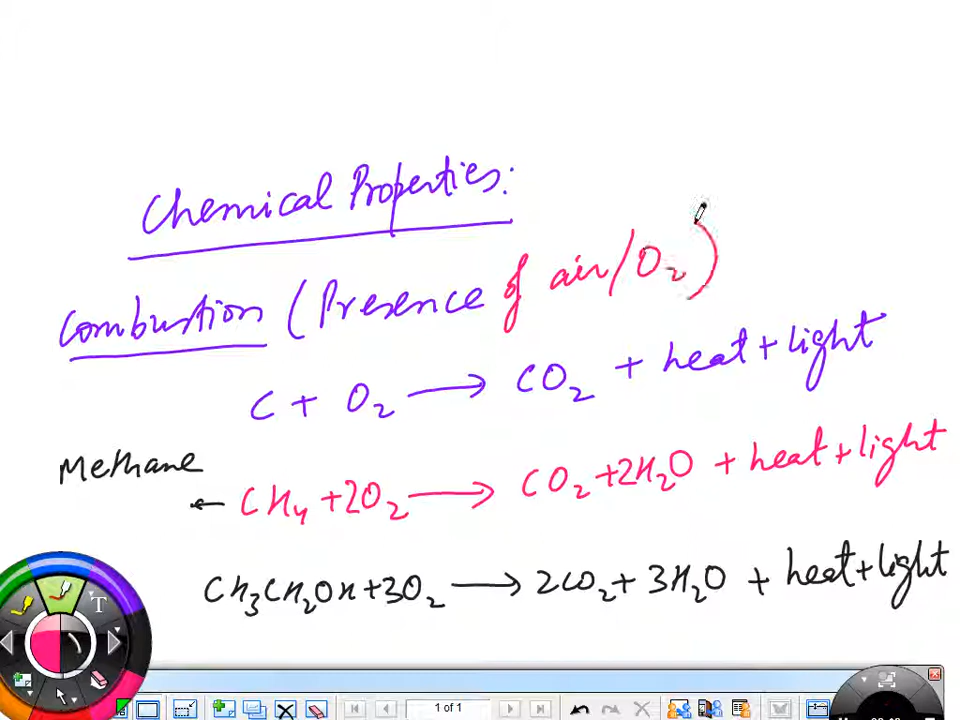 Chemical Properties:
Combustion (Presence of air/O2)
C + O2 → CO2 + heat + light
Methane
← CH4 + 2O2 → CO2 + 2H2O + heat + light
CH3CH2OH + 3O2 → 2CO2 + 3H2O + heat + light
T
1 of 1